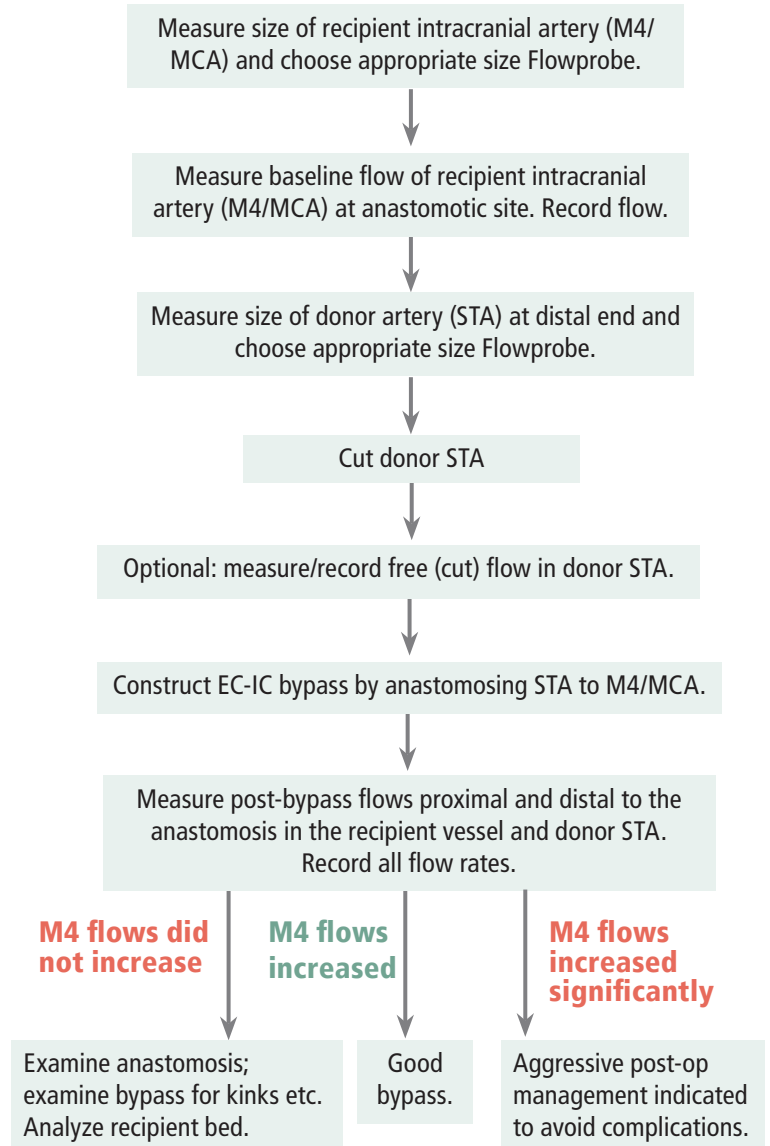 Measure size of recipient intracranial artery (M4/
MCA) and choose appropriate size Flowprobe.
Measure baseline flow of recipient intracranial
artery (M4/MCA) at anastomotic site. Record flow.
Measure size of donor artery (STA) at distal end and
choose appropriate size Flowprobe.
Cut donor STA
Optional: measure/record free (cut) flow in donor STA.
Construct EC-IC bypass by anastomosing STA to M4/MCA.
Measure post-bypass flows proximal and distal to the
anastomosis in the recipient vessel and donor STA.
Record all flow rates.
M4 flows did
not increase
M4 flows
increased
M4 flows
increased
significantly
Examine anastomosis;
examine bypass for kinks etc.
Analyze recipient bed.
Good
bypass.
Aggressive post-op
management indicated
to avoid complications.